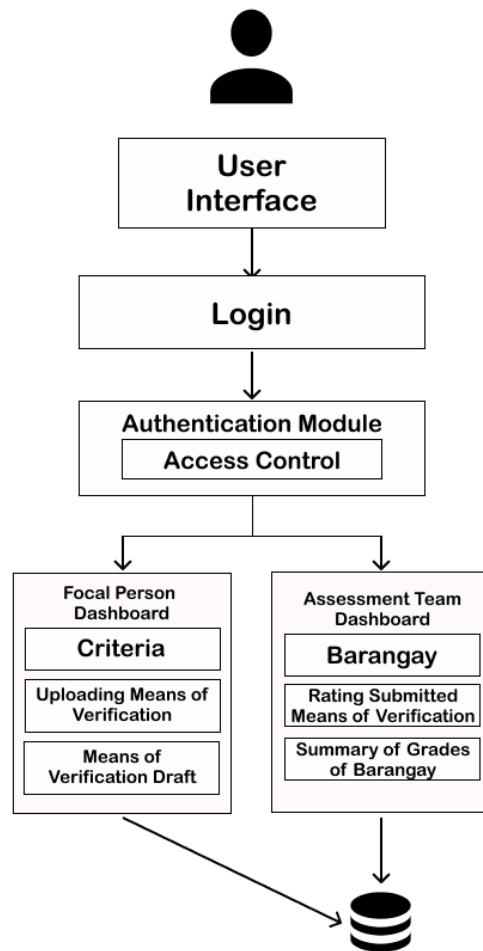 User
Interface
Login
Authentication Module
Access Control
Focal Person
Dashboard
Criteria
Uploading Means of
Verification
Means of
Verification Draft
Assessment Team
Dashboard
Barangay
Rating Submitted
Means of Verification
Summary of Grades
of Barangay